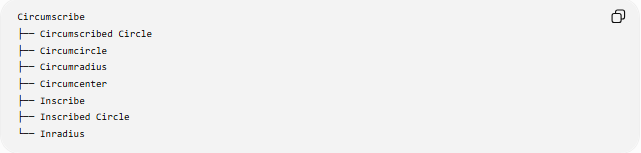 Circumscribe
├── Circumscribed Circle
├── Circumcircle
├── Circumradius
├── Circumcenter
├── Inscribe
├── Inscribed Circle
└── Inradius